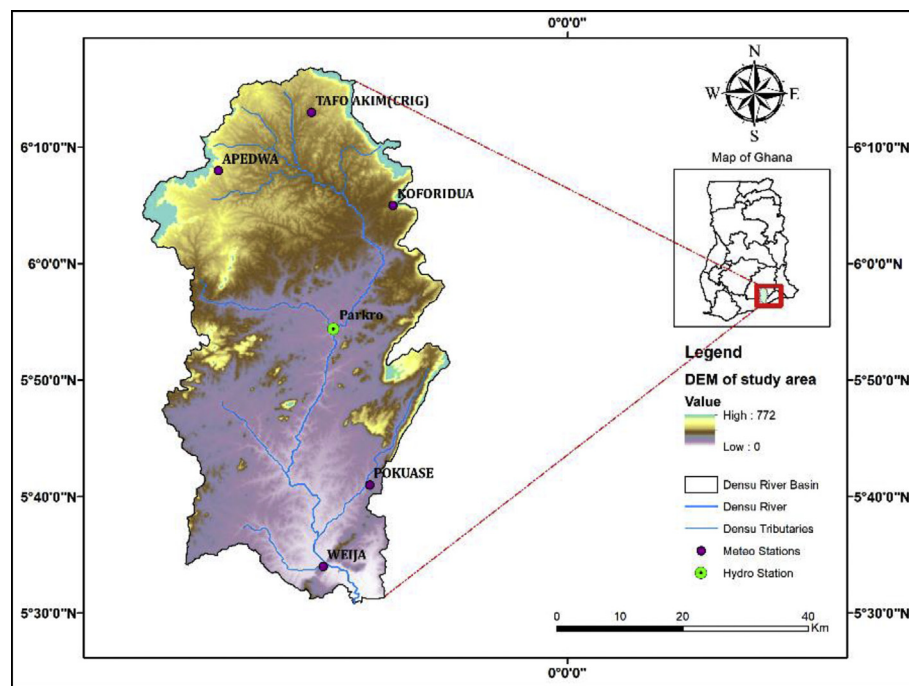 0°0'0"
N
W
E
S
TAFO AKIM(CRIG)
6°10'0"N
6°10'0"N
APEDWA
Map of Ghana
KOFORIDUA
6°0'0"N
6°0'0"N
Parkro
Legend
5°50'0"N
5°50'0"N
DEM of study area
Value
High : 772
Low : 0
POKUASE
5°40'0"N
5°40'0"N
Densu River Basin
Densu River
Densu Tributaries
WEIJA
Meteo Stations
Hydro Station
5°30'0"N
5°30'0"N
0 10 20 40
Km
0°0'0"